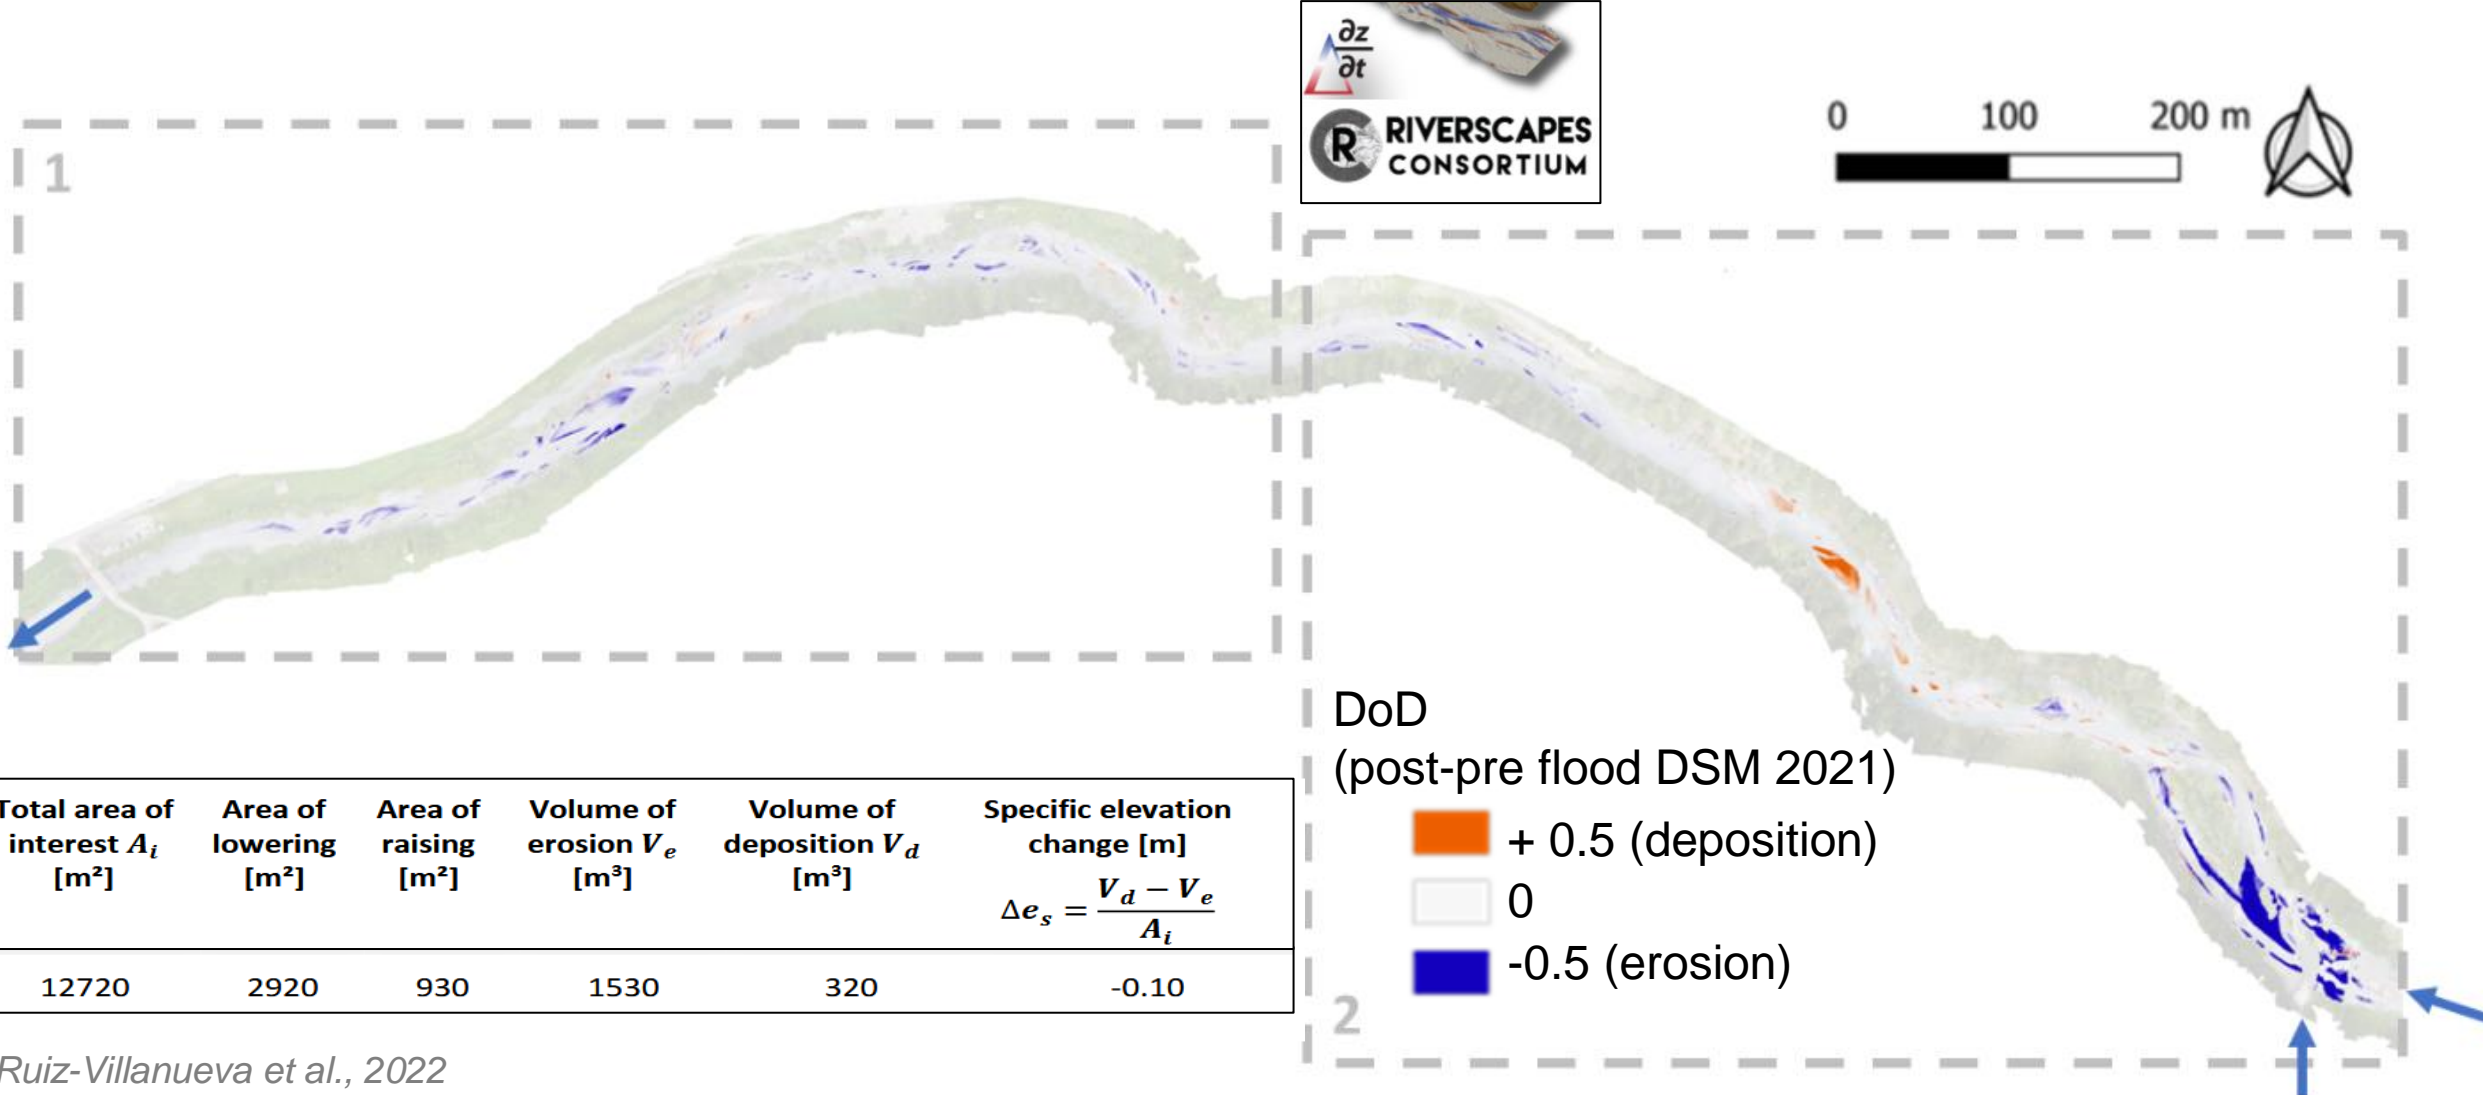 ∂z
∂t
RIVERSCAPES
CONSORTIUM
0 100 200 m
1
DoD
(post-pre flood DSM 2021)
+ 0.5 (deposition)
0
-0.5 (erosion)
2
Total area of interest A_i [m²]
Area of lowering [m²]
Area of raising [m²]
Volume of erosion V_e [m³]
Volume of deposition V_d [m³]
Specific elevation change [m]
Δe_s = (V_d − V_e) / A_i
12720 2920 930 1530 320 -0.10
Ruiz-Villanueva et al., 2022